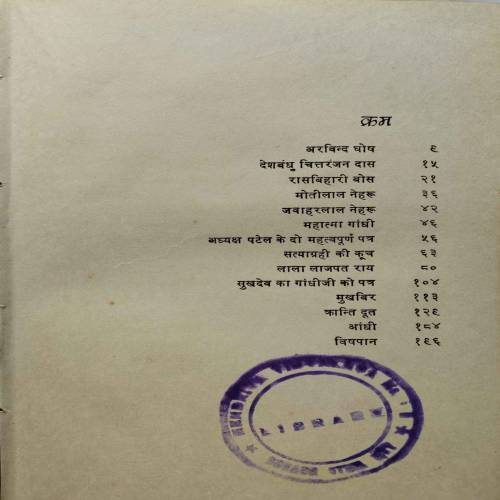 क्रम
अरविन्द घोष ९
देशबंधु चित्तरंजन दास १५
रासबिहारी बोस २१
मोतीलाल नेहरू ३६
जवाहरलाल नेहरू ४२
महात्मा गांधी ४६
अध्यक्ष पटेल के दो महत्वपूर्ण पत्र ५६
सत्याग्रही की कूच ६३
लाला लाजपत राय ८०
सुखदेव का गांधीजी को पत्र १०४
मुखबिर ११३
क्रान्ति दूत १२९
आंधी १८४
विषपान १९६
LIBRARY